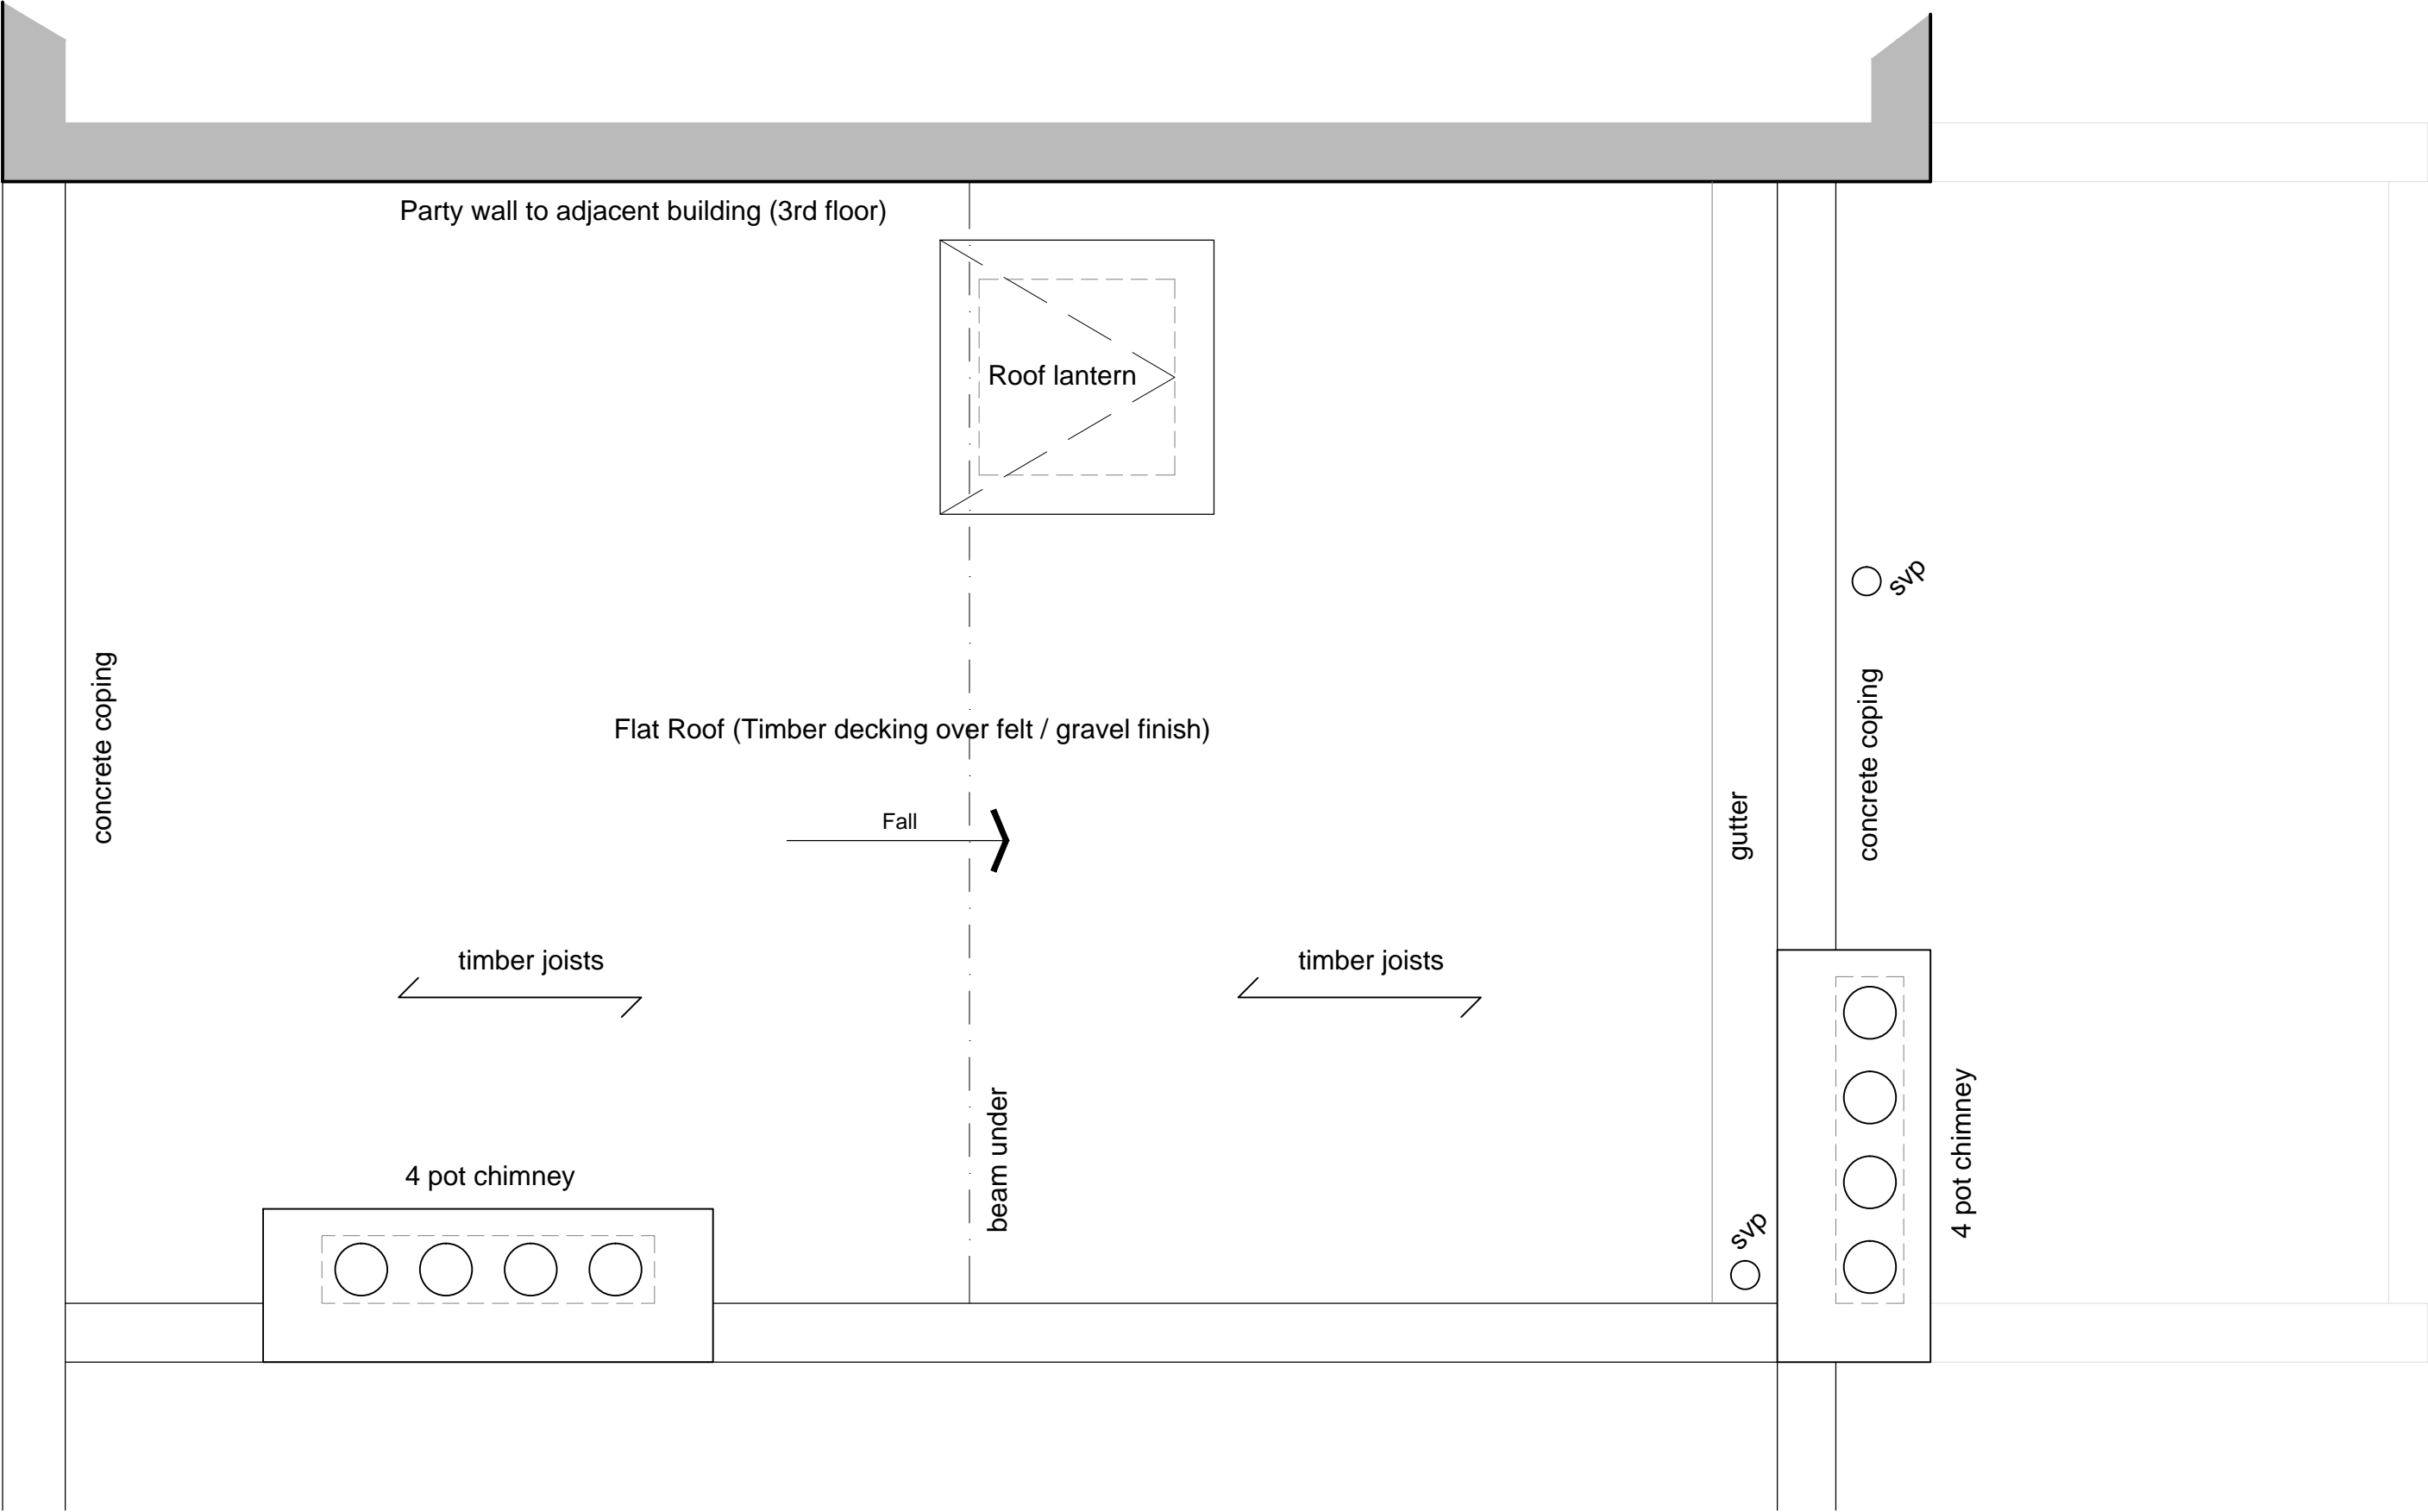 Party wall to adjacent building (3rd floor)
Roof lantern
svp
concrete coping
concrete coping
Flat Roof (Timber decking over felt / gravel finish)
gutter
Fall
timber joists
timber joists
beam under
4 pot chimney
4 pot chimney
svp